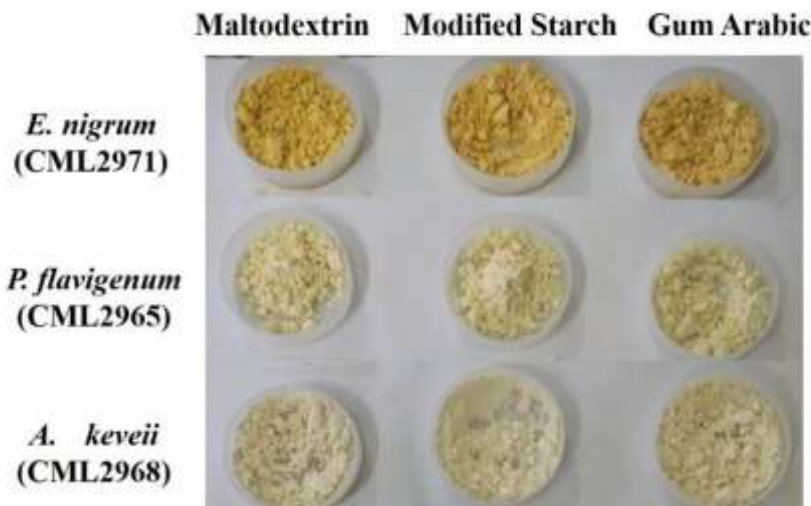 Maltodextrin Modified Starch Gum Arabic
E. nigrum
(CML2971)
P. flavigenum
(CML2965)
A. keveii
(CML2968)